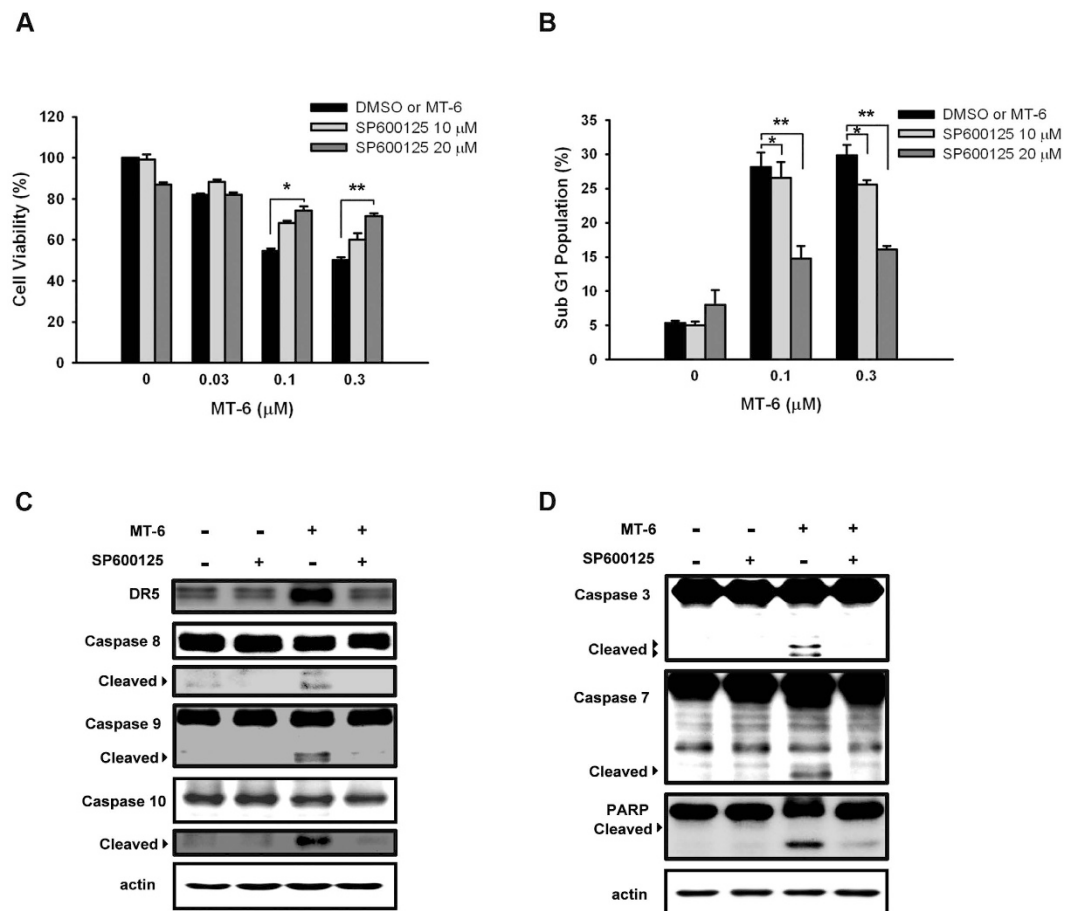 A
DMSO or MT-6
SP600125 10 μM
SP600125 20 μM
Cell Viability (%)
120
100
80
60
40
20
0
* **
0 0.03 0.1 0.3
MT-6 (μM)
B
DMSO or MT-6
SP600125 10 μM
SP600125 20 μM
Sub G1 Population (%)
35
30
25
20
15
10
5
0
** **
* *
0 0.1 0.3
MT-6 (μM)
C
MT-6 - - + +
SP600125 - + - +
DR5
Caspase 8
Cleaved
Caspase 9
Cleaved
Caspase 10
Cleaved
actin
D
MT-6 - - + +
SP600125 - + - +
Caspase 3
Cleaved
Caspase 7
Cleaved
PARP
Cleaved
actin